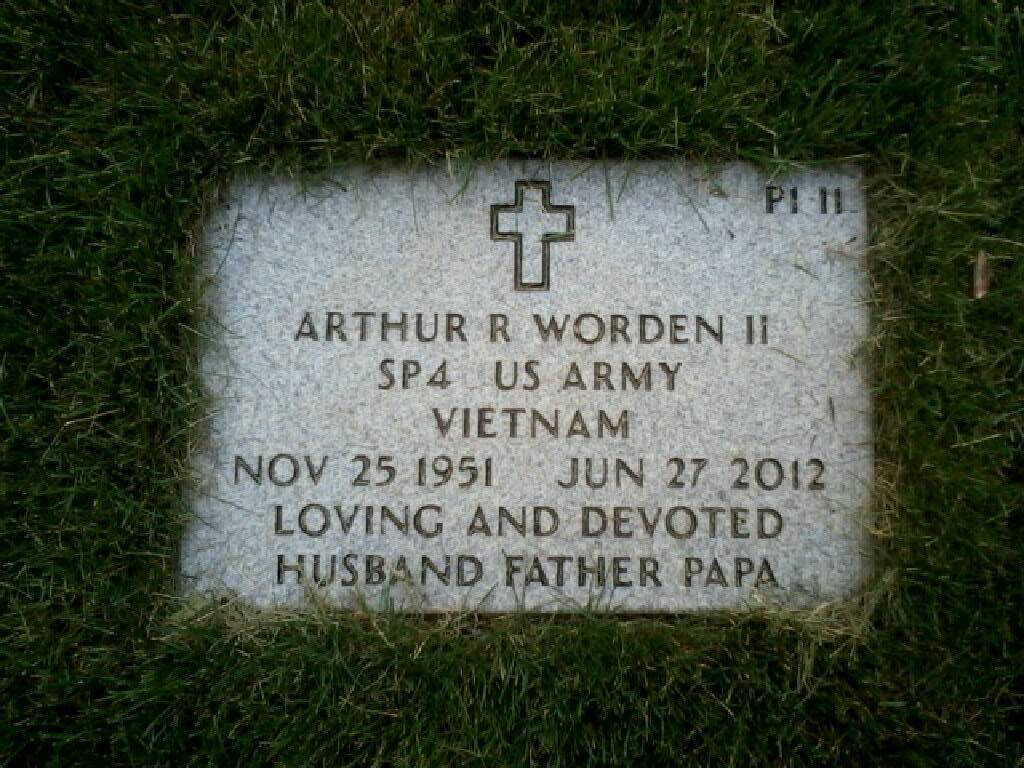 P1 11
ARTHUR R WORDEN II
SP4 US ARMY
VIETNAM
NOV 25 1951 JUN 27 2012
LOVING AND DEVOTED
HUSBAND FATHER PAPA